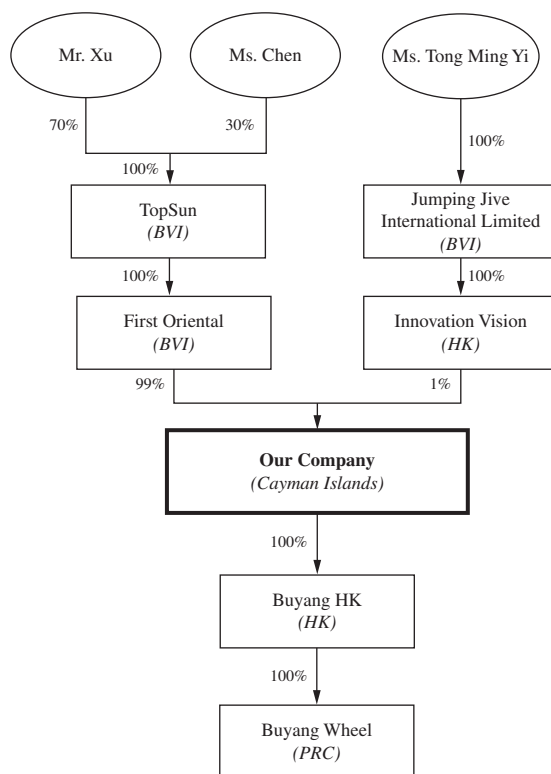 Mr. Xu
Ms. Chen
Ms. Tong Ming Yi
70%
30%
100%
100%
TopSun
(BVI)
Jumping Jive
International Limited
(BVI)
100%
100%
First Oriental
(BVI)
Innovation Vision
(HK)
99%
1%
Our Company
(Cayman Islands)
100%
Buyang HK
(HK)
100%
Buyang Wheel
(PRC)